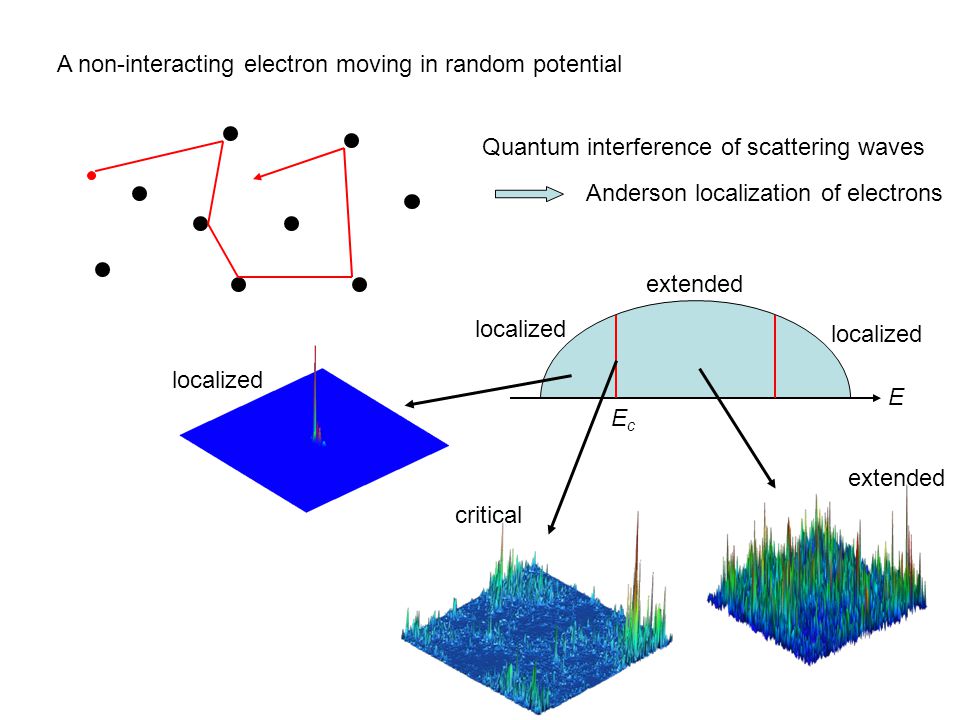 A non-interacting electron moving in random potential
Quantum interference of scattering waves
Anderson localization of electrons
extended
localized
localized
localized
E
Ec
extended
critical